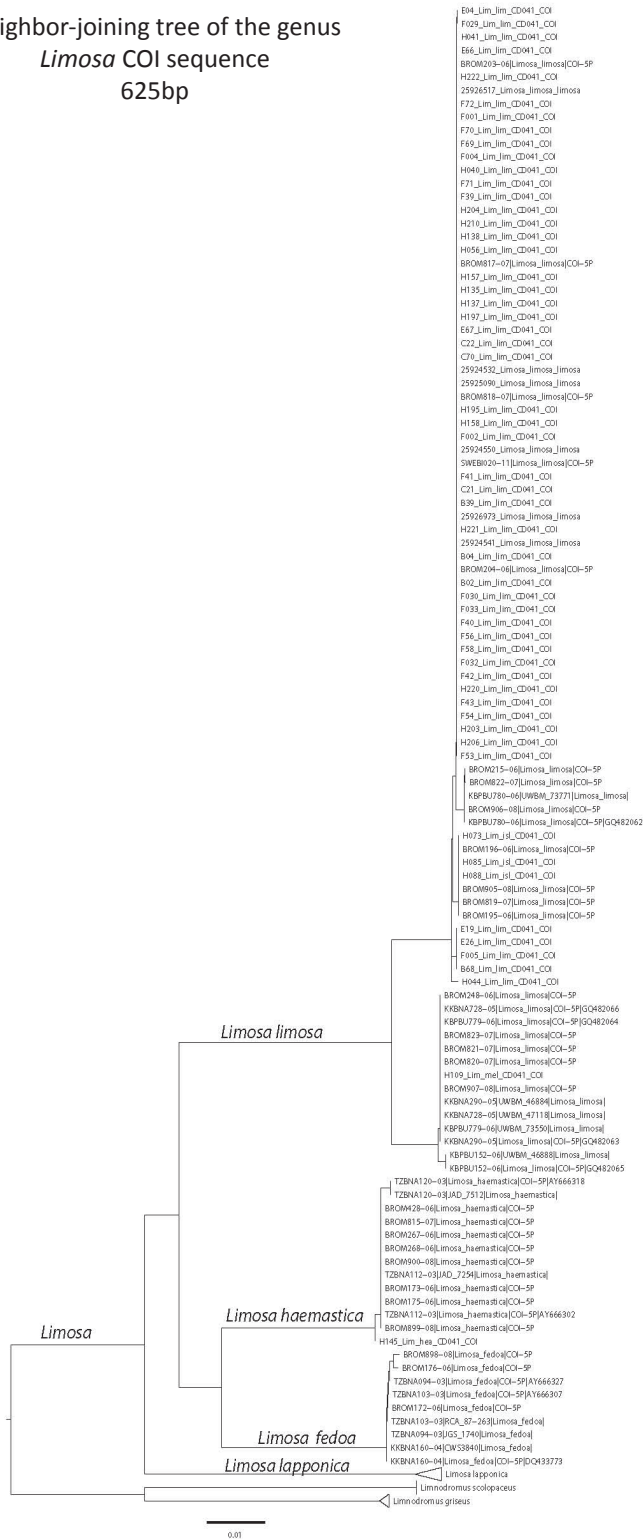 ighbor-joining tree of the genus
Limosa COI sequence
625bp
E04_Lim_lim_CD041_COI
F029_Lim_lim_CD041_COI
H041_Lim_lim_CD041_COI
E66_Lim_lim_CD041_COI
BROM203-06|Limosa_limosa|COI-5P
H222_Lim_lim_CD041_COI
25926517_Limosa_limosa_limosa
F72_Lim_lim_CD041_COI
F001_Lim_lim_CD041_COI
F70_Lim_lim_CD041_COI
F69_Lim_lim_CD041_COI
F004_Lim_lim_CD041_COI
H040_Lim_lim_CD041_COI
F71_Lim_lim_CD041_COI
F39_Lim_lim_CD041_COI
H204_Lim_lim_CD041_COI
H210_Lim_lim_CD041_COI
H138_Lim_lim_CD041_COI
H056_Lim_lim_CD041_COI
BROM817-07|Limosa_limosa|COI-5P
H157_Lim_lim_CD041_COI
H135_Lim_lim_CD041_COI
H137_Lim_lim_CD041_COI
H197_Lim_lim_CD041_COI
E67_Lim_lim_CD041_COI
C22_Lim_lim_CD041_COI
C70_Lim_lim_CD041_COI
25924532_Limosa_limosa_limosa
25925090_Limosa_limosa_limosa
BROM818-07|Limosa_limosa|COI-5P
H195_Lim_lim_CD041_COI
H158_Lim_lim_CD041_COI
F002_Lim_lim_CD041_COI
25924550_Limosa_limosa_limosa
SWEBI020-11|Limosa_limosa|COI-5P
F41_Lim_lim_CD041_COI
C21_Lim_lim_CD041_COI
B39_Lim_lim_CD041_COI
25926973_Limosa_limosa_limosa
H221_Lim_lim_CD041_COI
25924541_Limosa_limosa_limosa
B04_Lim_lim_CD041_COI
BROM204-06|Limosa_limosa|COI-5P
B02_Lim_lim_CD041_COI
F030_Lim_lim_CD041_COI
F033_Lim_lim_CD041_COI
F40_Lim_lim_CD041_COI
F56_Lim_lim_CD041_COI
F58_Lim_lim_CD041_COI
F032_Lim_lim_CD041_COI
F42_Lim_lim_CD041_COI
H220_Lim_lim_CD041_COI
F43_Lim_lim_CD041_COI
F54_Lim_lim_CD041_COI
H203_Lim_lim_CD041_COI
H206_Lim_lim_CD041_COI
F53_Lim_lim_CD041_COI
BROM215-06|Limosa_limosa|COI-5P
BROM822-07|Limosa_limosa|COI-5P
KBPBU780-06|UWBM_73771|Limosa_limosa|
BROM906-08|Limosa_limosa|COI-5P
KBPBU780-06|Limosa_limosa|COI-5P|GQ482062
H073_Lim_isl_CD041_COI
BROM196-06|Limosa_limosa|COI-5P
H085_Lim_isl_CD041_COI
H088_Lim_isl_CD041_COI
BROM905-08|Limosa_limosa|COI-5P
BROM819-07|Limosa_limosa|COI-5P
BROM195-06|Limosa_limosa|COI-5P
E19_Lim_lim_CD041_COI
E26_Lim_lim_CD041_COI
F005_Lim_lim_CD041_COI
B68_Lim_lim_CD041_COI
H044_Lim_lim_CD041_COI
BROM248-06|Limosa_limosa|COI-5P
KKBNA728-05|Limosa_limosa|COI-5P|GQ482066
KBPBU779-06|Limosa_limosa|COI-5P|GQ482064
BROM823-07|Limosa_limosa|COI-5P
Limosa limosa
BROM821-07|Limosa_limosa|COI-5P
BROM820-07|Limosa_limosa|COI-5P
H109_Lim_mel_CD041_COI
BROM907-08|Limosa_limosa|COI-5P
KKBNA290-05|UWBM_46884|Limosa_limosa|
KKBNA728-05|UWBM_47118|Limosa_limosa|
KBPBU779-06|UWBM_73550|Limosa_limosa|
KKBNA290-05|Limosa_limosa|COI-5P|GQ482063
KBPBU152-06|UWBM_46888|Limosa_limosa|
KBPBU152-06|Limosa_limosa|COI-5P|GQ482065
TZBNA120-03|Limosa_haemastica|COI-5P|AY666318
TZBNA120-03|JAD_7512|Limosa_haemastica|
BROM428-06|Limosa_haemastica|COI-5P
BROM815-07|Limosa_haemastica|COI-5P
BROM267-06|Limosa_haemastica|COI-5P
BROM268-06|Limosa_haemastica|COI-5P
BROM900-08|Limosa_haemastica|COI-5P
TZBNA112-03|JAD_7254|Limosa_haemastica|
BROM173-06|Limosa_haemastica|COI-5P
BROM175-06|Limosa_haemastica|COI-5P
Limosa haemastica
TZBNA112-03|Limosa_haemastica|COI-5P|AY666302
BROM899-08|Limosa_haemastica|COI-5P
Limosa
H145_Lim_hea_CD041_COI
BROM898-08|Limosa_fedoa|COI-5P
BROM176-06|Limosa_fedoa|COI-5P
TZBNA094-03|Limosa_fedoa|COI-5P|AY666327
TZBNA103-03|Limosa_fedoa|COI-5P|AY666307
BROM172-06|Limosa_fedoa|COI-5P
TZBNA103-03|RCA_87-263|Limosa_fedoa|
TZBNA094-03|JGS_1740|Limosa_fedoa|
Limosa fedoa
KKBNA160-04|CWS3840|Limosa_fedoa|
KKBNA160-04|Limosa_fedoa|COI-5P|DQ433773
Limosa lapponica
Limosa lapponica
Limnodromus scolopaceus
Limnodromus griseus
0.01